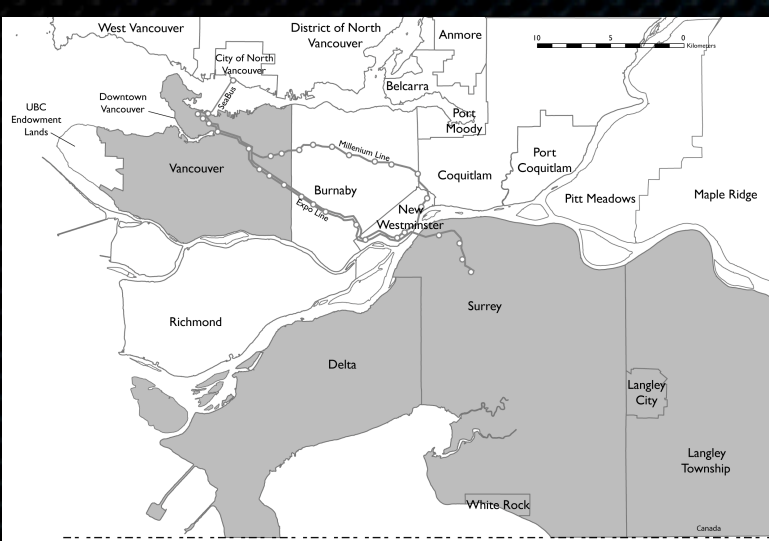 West Vancouver
District of North
Vancouver
Anmore
10
5
0
Kilometers
City of North
Vancouver
Belcarra
SeaBus
UBC
Endowment
Lands
Downtown
Vancouver
Port
Moody
Millenium Line
Vancouver
Burnaby
Coquitlam
Port
Coquitlam
Expo Line
New
Westminster
Pitt Meadows
Maple Ridge
Richmond
Surrey
Delta
Langley
City
Langley
Township
White Rock
Canada